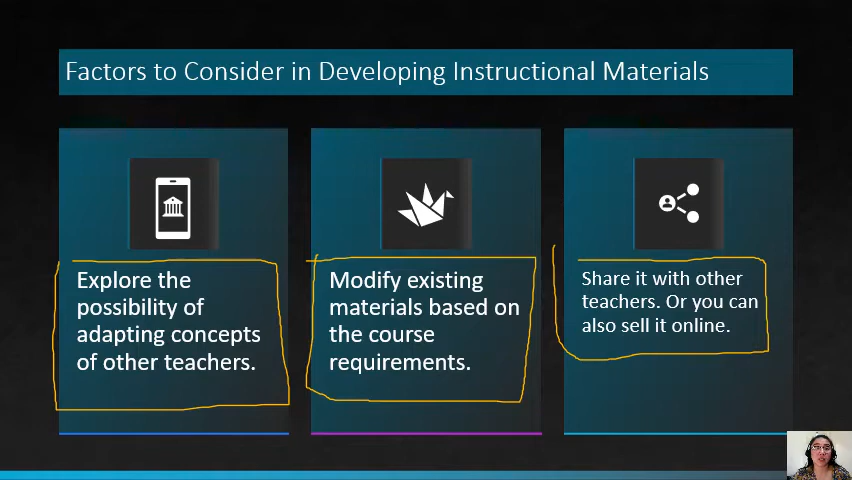 Factors to Consider in Developing Instructional Materials
Explore the
possibility of
adapting concepts
of other teachers.
Modify existing
materials based on
the course
requirements.
Share it with other
teachers. Or you can
also sell it online.